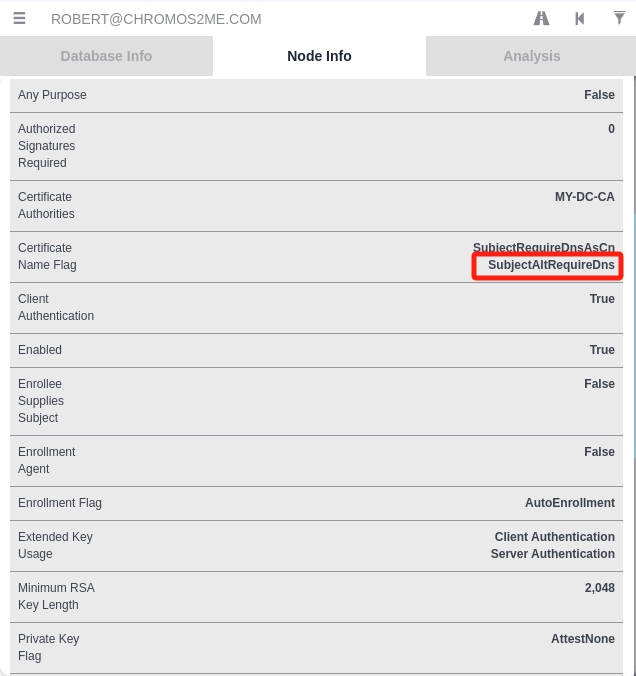 ROBERT@CHROMOS2ME.COM
Database Info
Node Info
Analysis
Any Purpose
False
Authorized
Signatures
Required
0
Certificate
Authorities
MY-DC-CA
Certificate
Name Flag
SubjectRequireDnsAsCn
SubjectAltRequireDns
Client
Authentication
True
Enabled
True
Enrollee
Supplies
Subject
False
Enrollment
Agent
False
Enrollment Flag
AutoEnrollment
Extended Key
Usage
Client Authentication
Server Authentication
Minimum RSA
Key Length
2,048
Private Key
Flag
AttestNone